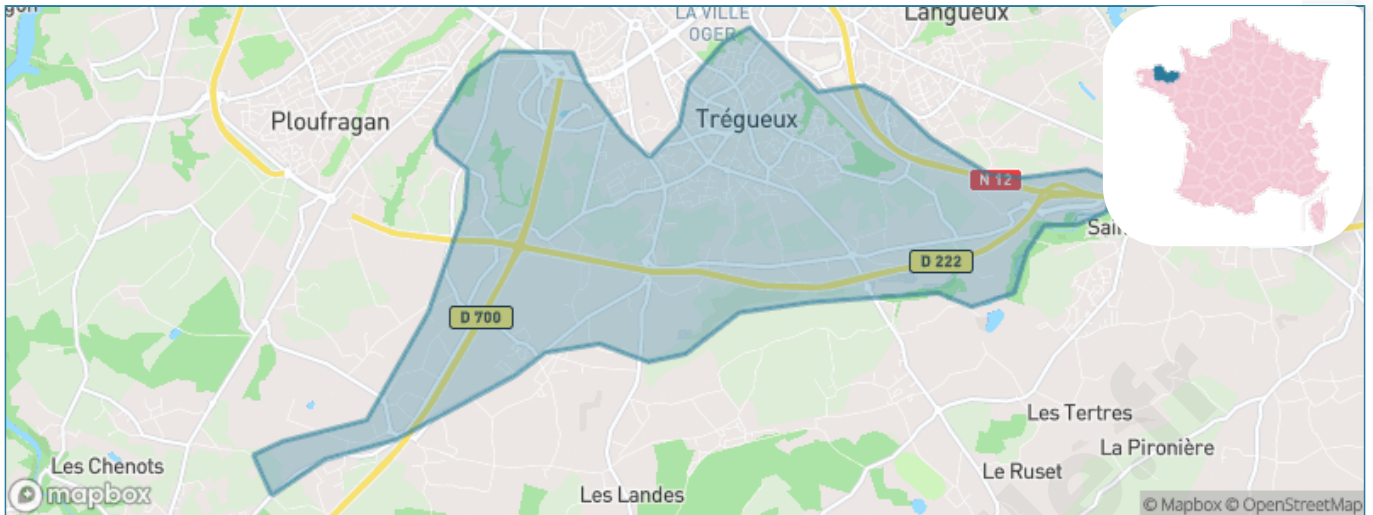 LA VILLE
OGER
Langueux
Ploufragan
Trégueux
N 12
D 222
D 700
Les Tertres
La Pironière
Les Chenots
Le Ruset
Les Landes
mapbox
© Mapbox © OpenStreetMap